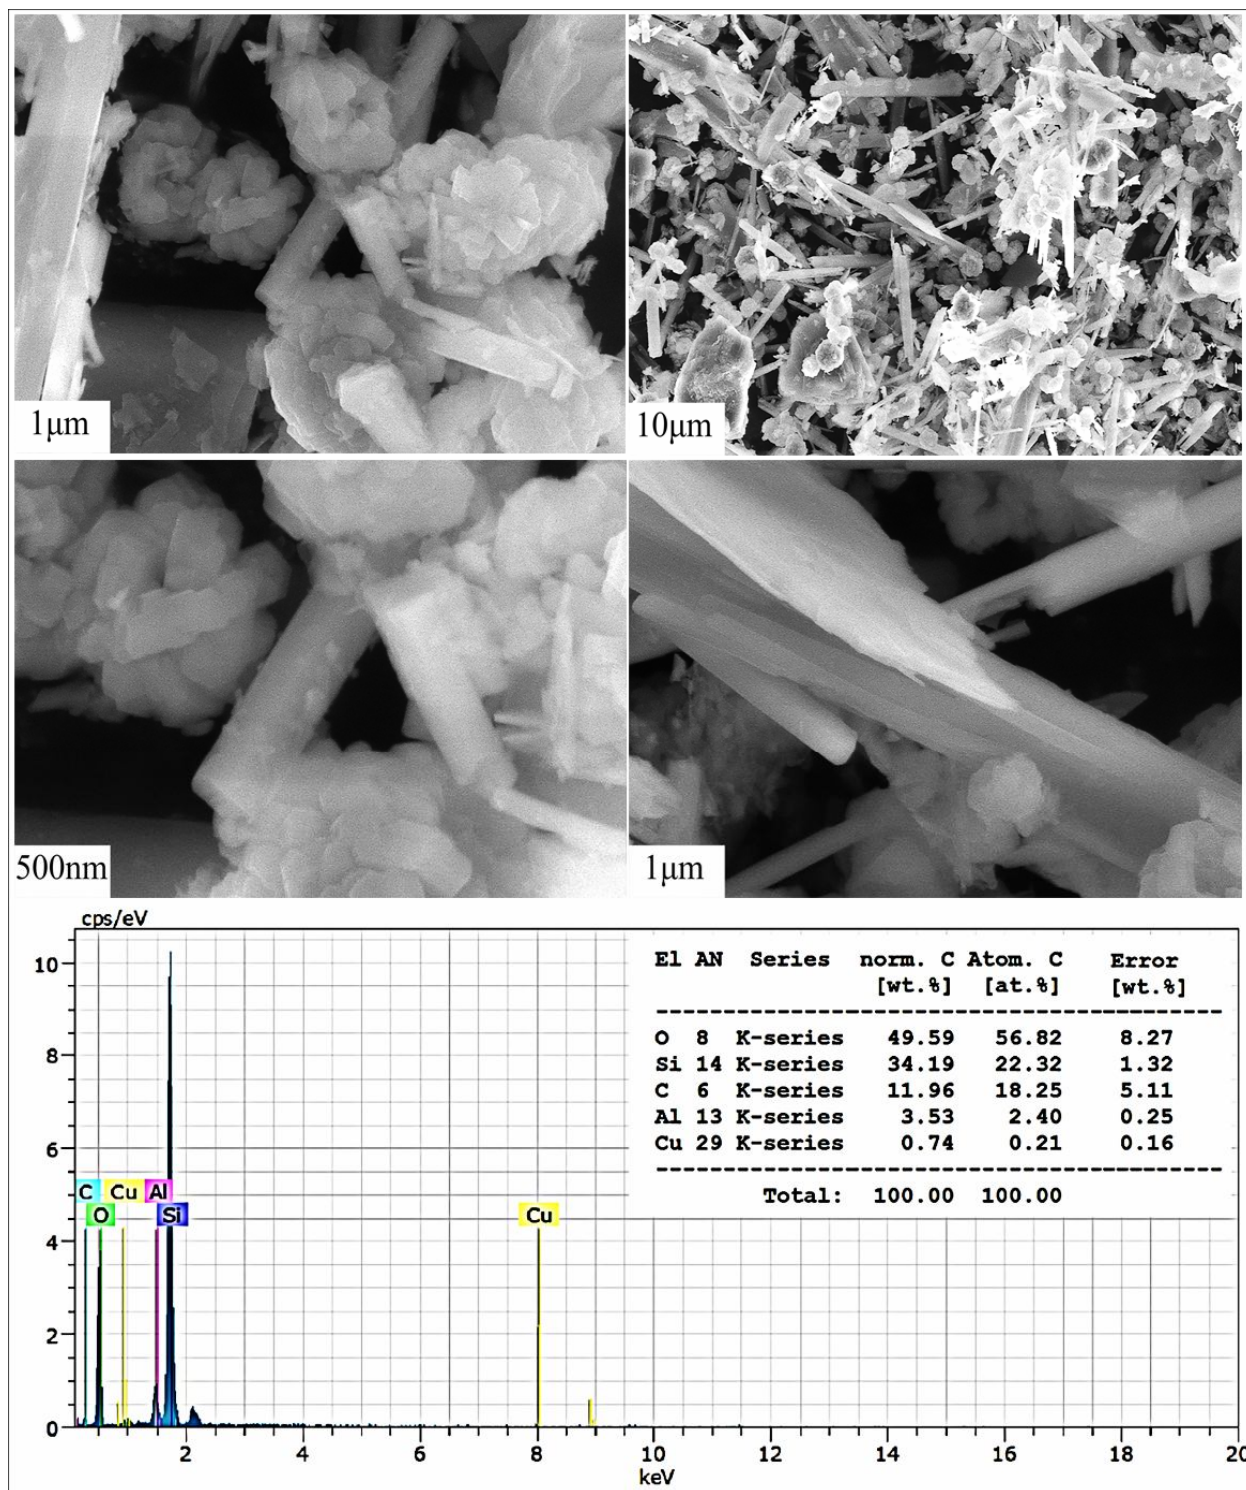 1μm
10μm
500nm
1μm
cps/eV
El AN Series norm. C Atom. C Error
[wt.%] [at.%] [wt.%]
O 8 K-series 49.59 56.82 8.27
Si 14 K-series 34.19 22.32 1.32
C 6 K-series 11.96 18.25 5.11
Al 13 K-series 3.53 2.40 0.25
Cu 29 K-series 0.74 0.21 0.16
Total: 100.00 100.00
10
8
6
C Cu Al
O Si Cu
4
2
0
2 4 6 8 10 12 14 16 18 20
keV